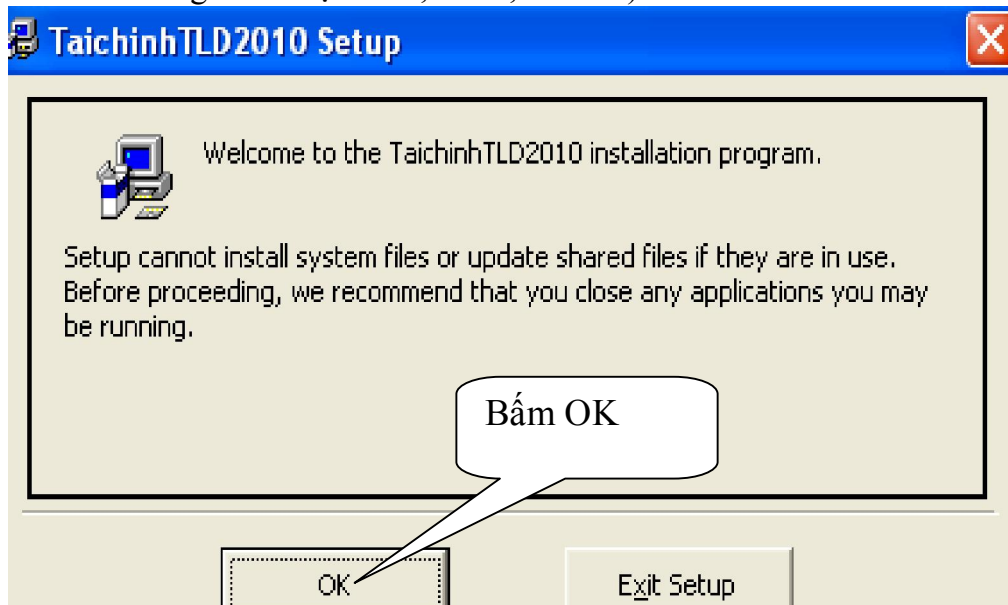 TaichinhTLD2010 Setup
Welcome to the TaichinhTLD2010 installation program.
Setup cannot install system files or update shared files if they are in use.
Before proceeding, we recommend that you close any applications you may
be running.
Bấm OK
OK
Exit Setup